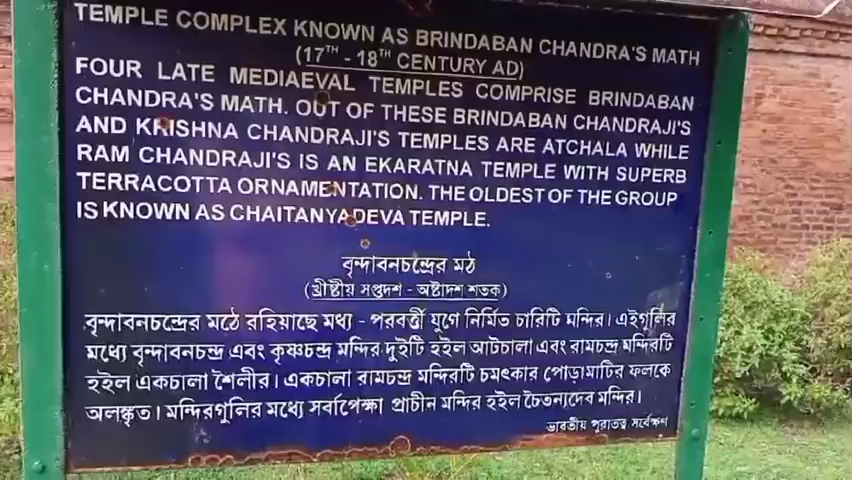 TEMPLE COMPLEX KNOWN AS BRINDABAN CHANDRA'S MATH
(17TH - 18TH CENTURY AD)
FOUR LATE MEDIAEVAL TEMPLES COMPRISE BRINDABAN
CHANDRA'S MATH. OUT OF THESE BRINDABAN CHANDRAJI'S
AND KRISHNA CHANDRAJI'S TEMPLES ARE ATCHALA WHILE
RAM CHANDRAJI'S IS AN EKARATNA TEMPLE WITH SUPERB
TERRACOTTA ORNAMENTATION. THE OLDEST OF THE GROUP
IS KNOWN AS CHAITANYADEVA TEMPLE.
বৃন্দাবনচন্দ্রের মঠ
(খ্রীষ্টীয় সপ্তদশ - অষ্টাদশ শতক)
বৃন্দাবনচন্দ্রের মঠে রহিয়াছে মধ্য - পরবর্ত্তী যুগে নির্মিত চারিটি মন্দির। এইগুলির
মধ্যে বৃন্দাবনচন্দ্র এবং কৃষ্ণচন্দ্র মন্দির দুইটি হইল আটচালা এবং রামচন্দ্র মন্দিরটি
হইল একচালা শৈলীর। একচালা রামচন্দ্র মন্দিরটি চমৎকার পোড়ামাটির ফলকে
অলঙ্কৃত। মন্দিরগুলির মধ্যে সর্বাপেক্ষা প্রাচীন মন্দির হইল চৈতন্যদেব মন্দির।
ভারতীয় পুরাতত্ত্ব সর্বেক্ষণ